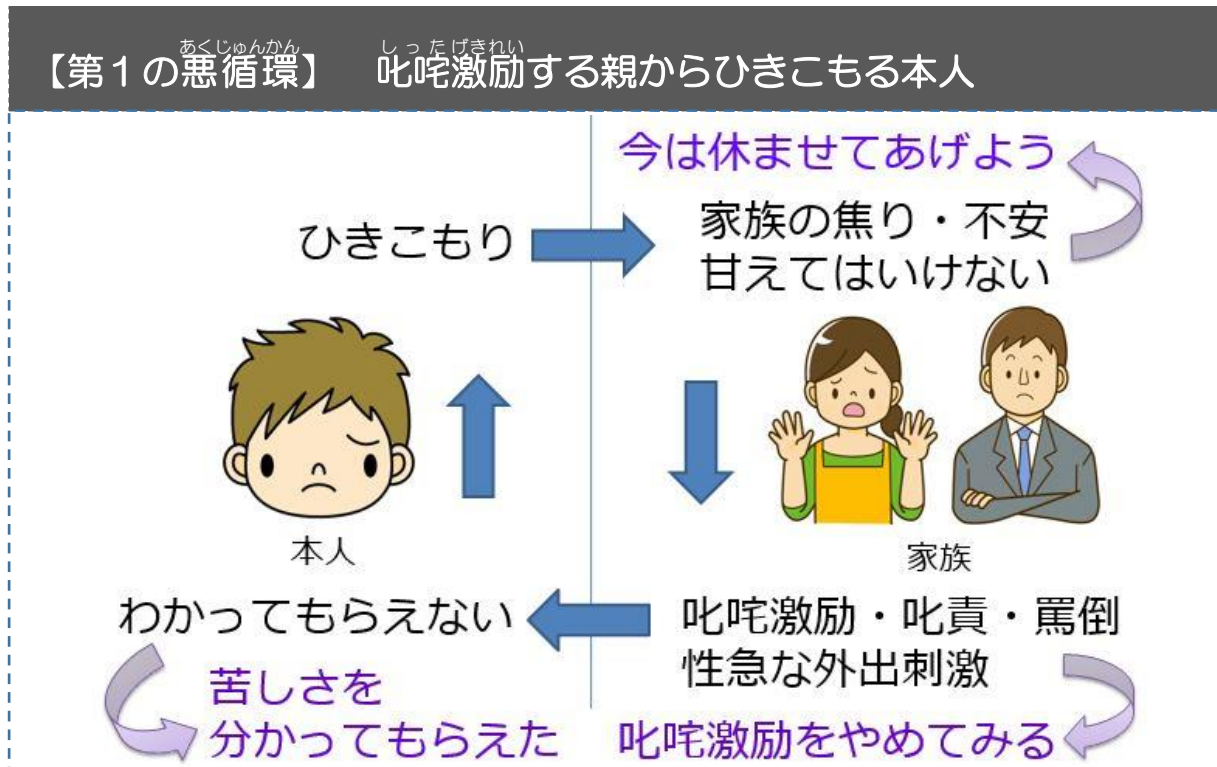 あくじゅんかん しったげきれい
【第1の悪循環】 叱咤激励する親からひきこもる本人
今は休ませてあげよう
ひきこもり
家族の焦り・不安
甘えてはいけない
本人
家族
わかってもらえない
叱咤激励・叱責・罵倒
性急な外出刺激
苦しさを
分かってもらえた
叱咤激励をやめてみる